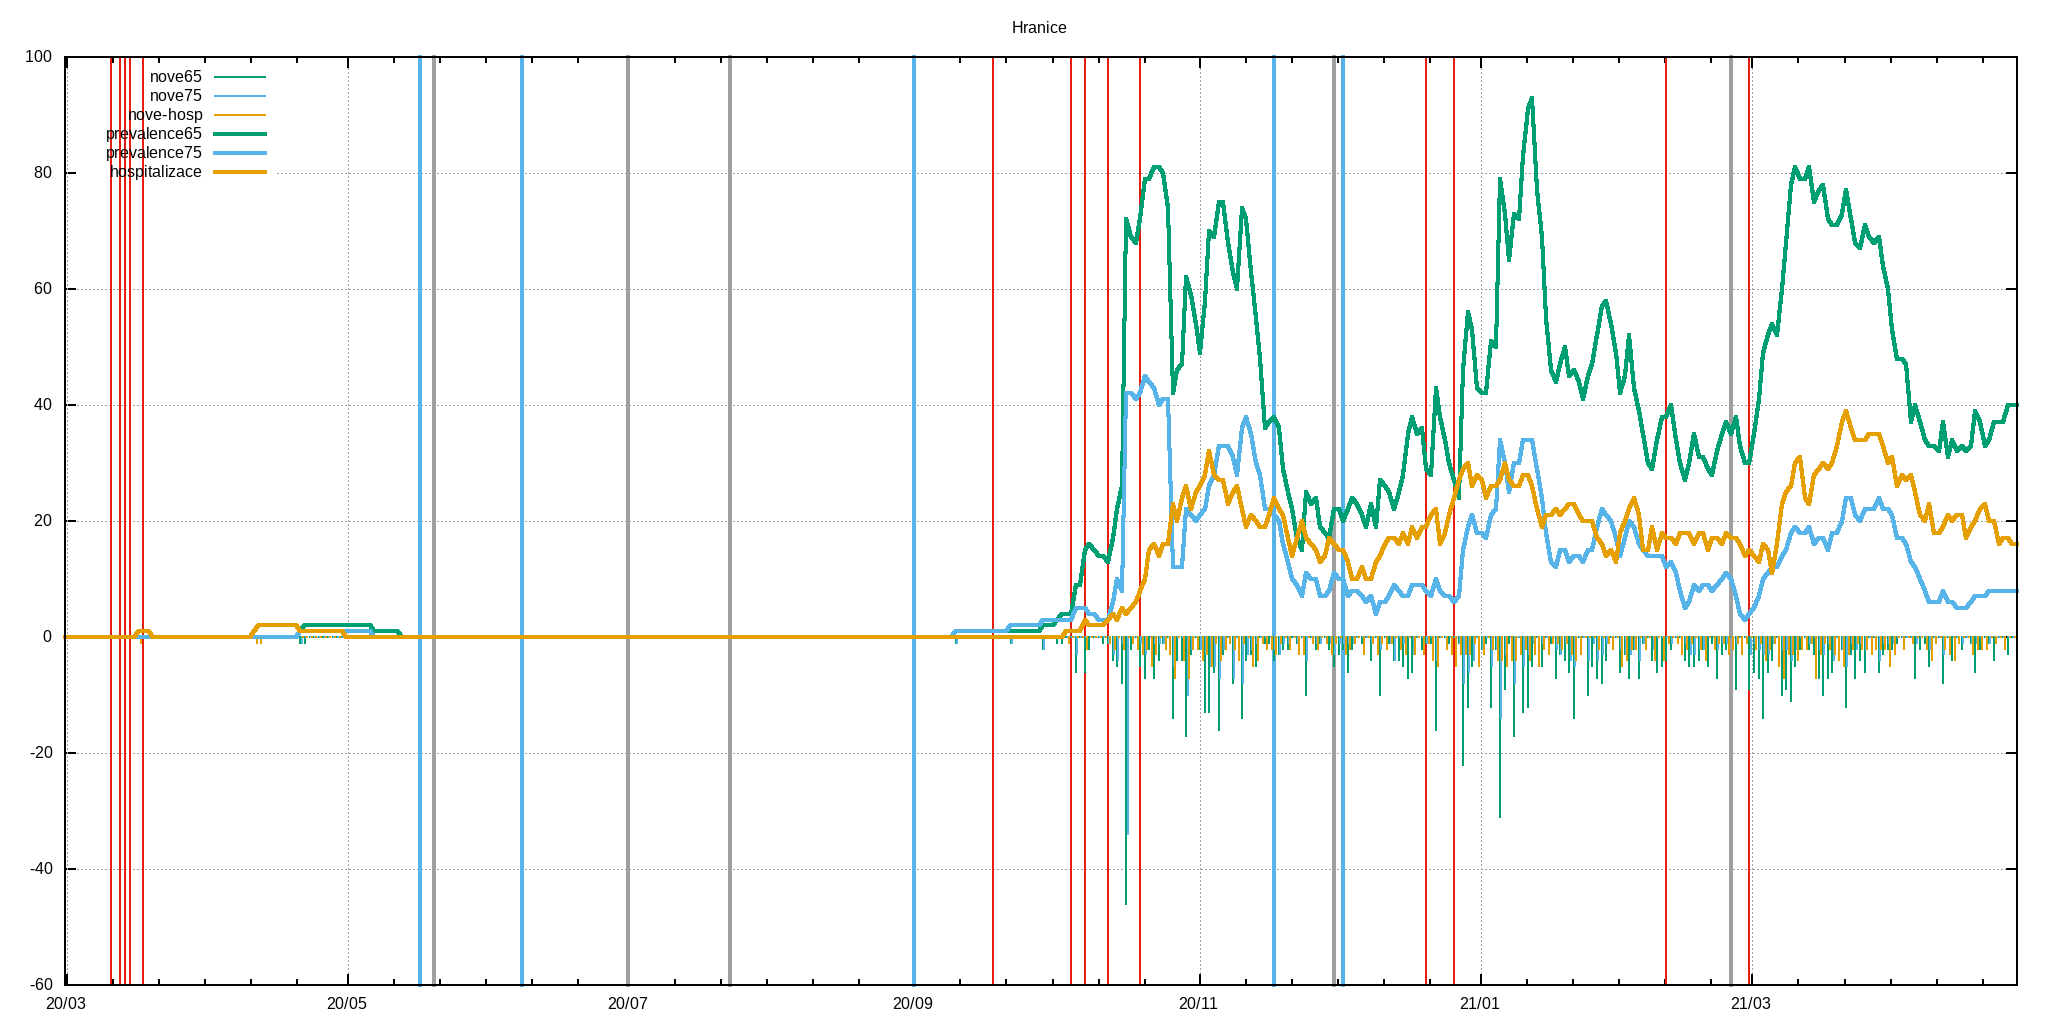 Hranice
100
80
60
40
20
0
-20
-40
-60
nove65
nove75
nove-hosp
prevalence65
prevalence75
hospitalizace
20/03 20/05 20/07 20/09 20/11 21/01 21/03